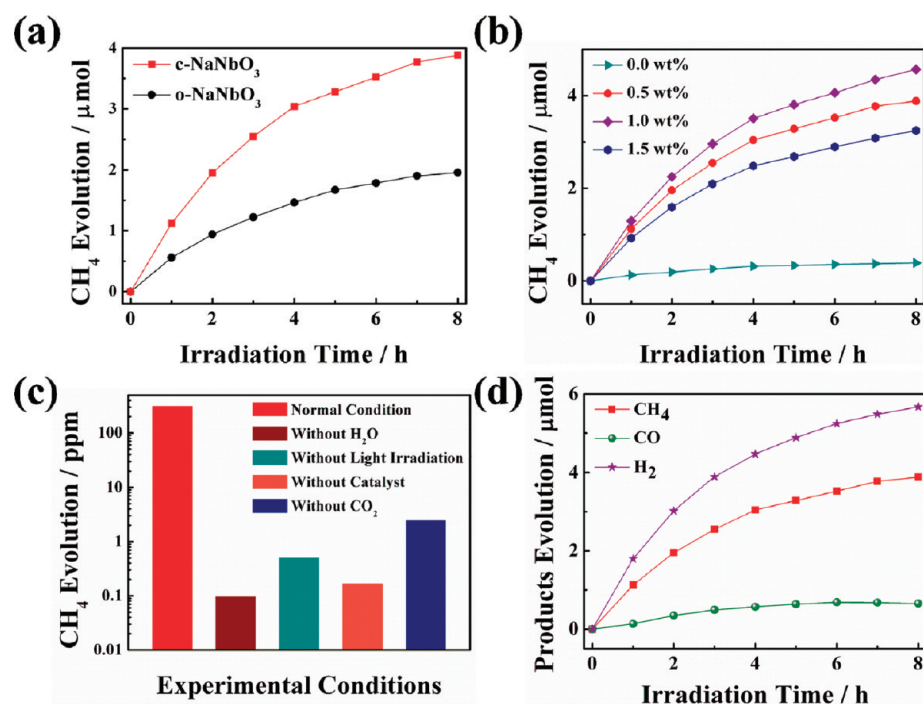 (a)
c-NaNbO3
o-NaNbO3
CH4 Evolution / μmol
4
3
2
1
0
0 2 4 6 8
Irradiation Time / h
(b)
0.0 wt%
0.5 wt%
1.0 wt%
1.5 wt%
CH4 Evolution / μmol
4
2
0
0 2 4 6 8
Irradiation Time / h
(c)
Normal Condition
Without H2O
Without Light Irradiation
Without Catalyst
Without CO2
CH4 Evolution / ppm
100
10
1
0.1
0.01
Experimental Conditions
(d)
CH4
CO
H2
Products Evolution / μmol
6
4
2
0
0 2 4 6 8
Irradiation Time / h